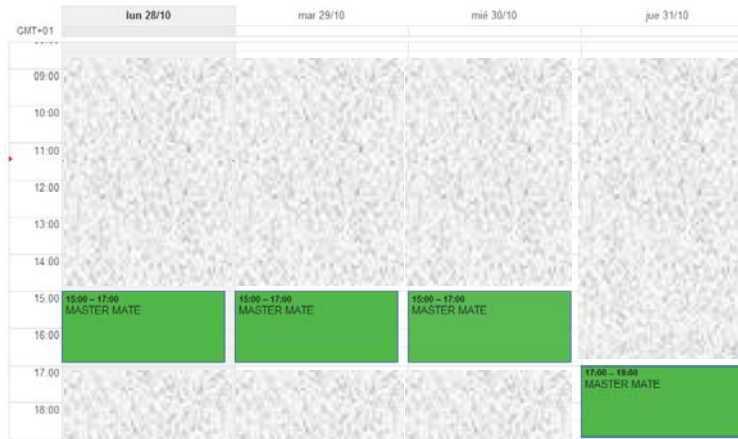 lun 28/10 mar 29/10 mié 30/10 jue 31/10
GMT+01
09:00
10:00
11:00
12:00
13:00
14:00
15:00 15:00 – 17:00 15:00 – 17:00 15:00 – 17:00
MASTER MATE MASTER MATE MASTER MATE
16:00
17:00 17:00 – 19:00
MASTER MATE
18:00